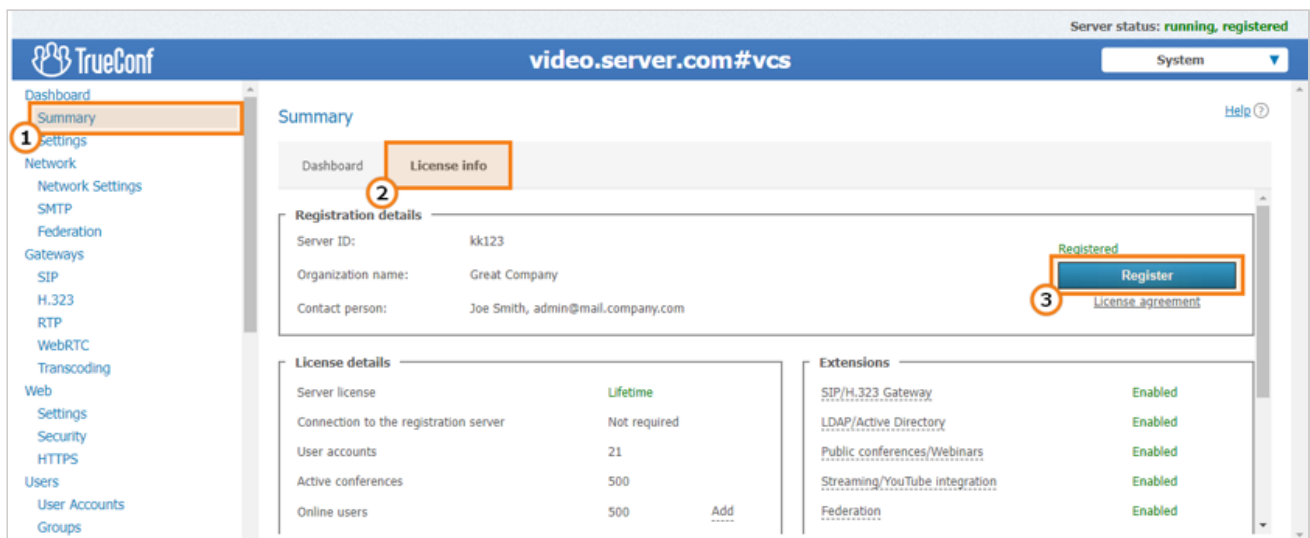 Server status: running, registered
TrueConf
video.server.com#vcs
System
Dashboard
Summary
1
Settings
Network
Network Settings
SMTP
Federation
Gateways
SIP
H.323
RTP
WebRTC
Transcoding
Web
Settings
Security
HTTPS
Users
User Accounts
Groups
Summary
Help ?
Dashboard License info
2
Registration details
Server ID: kk123
Organization name: Great Company
Contact person: Joe Smith, admin@mail.company.com
Registered
Register
3
License agreement
License details
Server license Lifetime
Connection to the registration server Not required
User accounts 21
Active conferences 500
Online users 500 Add
Extensions
SIP/H.323 Gateway Enabled
LDAP/Active Directory Enabled
Public conferences/Webinars Enabled
Streaming/YouTube integration Enabled
Federation Enabled